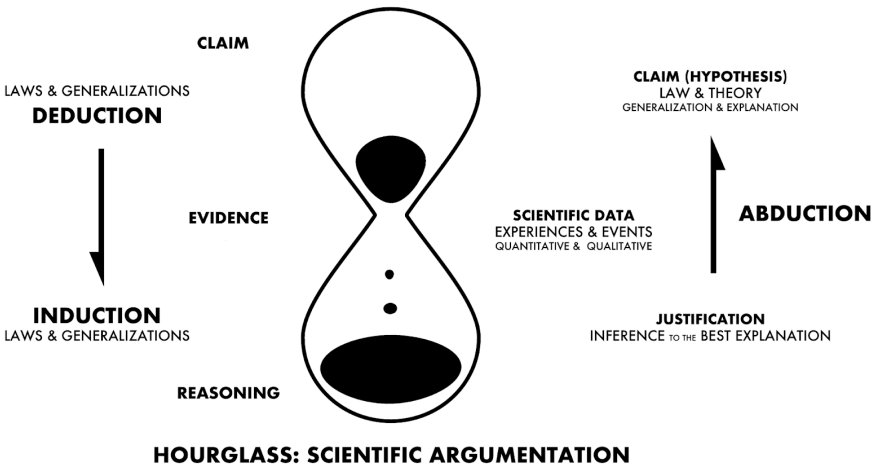 CLAIM
LAWS & GENERALIZATIONS
DEDUCTION
EVIDENCE
INDUCTION
LAWS & GENERALIZATIONS
REASONING
CLAIM (HYPOTHESIS)
LAW & THEORY
GENERALIZATION & EXPLANATION
SCIENTIFIC DATA
EXPERIENCES & EVENTS
QUANTITATIVE & QUALITATIVE
ABDUCTION
JUSTIFICATION
INFERENCE TO THE BEST EXPLANATION
HOURGLASS: SCIENTIFIC ARGUMENTATION